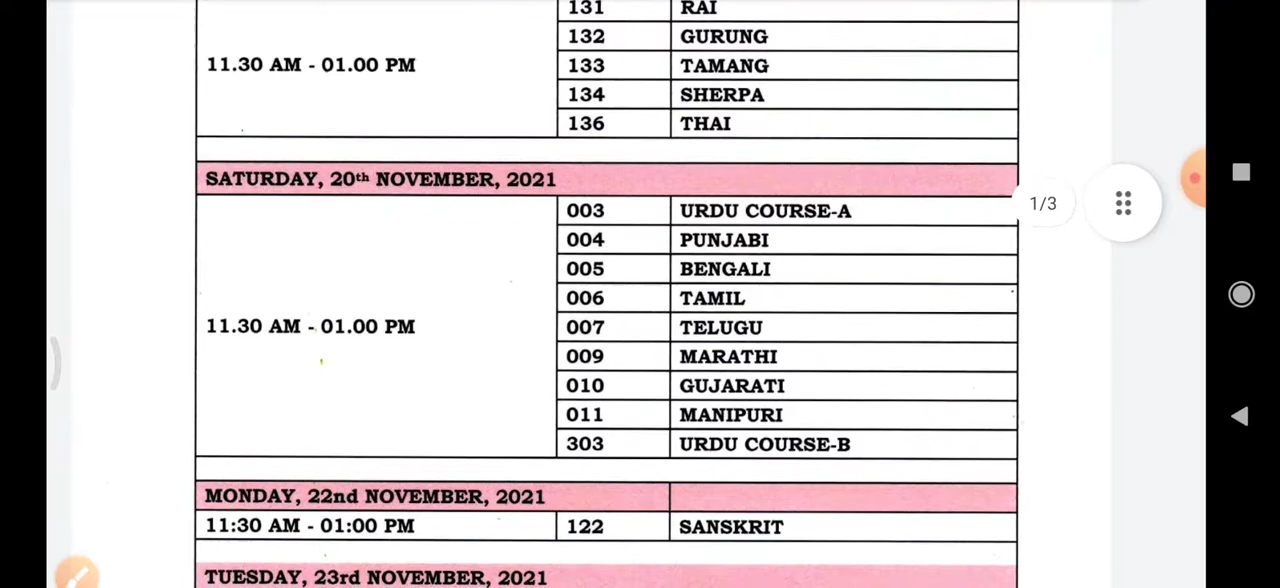 131 RAI
132 GURUNG
11.30 AM - 01.00 PM 133 TAMANG
134 SHERPA
136 THAI
SATURDAY, 20th NOVEMBER, 2021
1/3
003 URDU COURSE-A
004 PUNJABI
005 BENGALI
006 TAMIL
11.30 AM - 01.00 PM 007 TELUGU
009 MARATHI
010 GUJARATI
011 MANIPURI
303 URDU COURSE-B
MONDAY, 22nd NOVEMBER, 2021
11:30 AM - 01:00 PM 122 SANSKRIT
TUESDAY, 23rd NOVEMBER, 2021